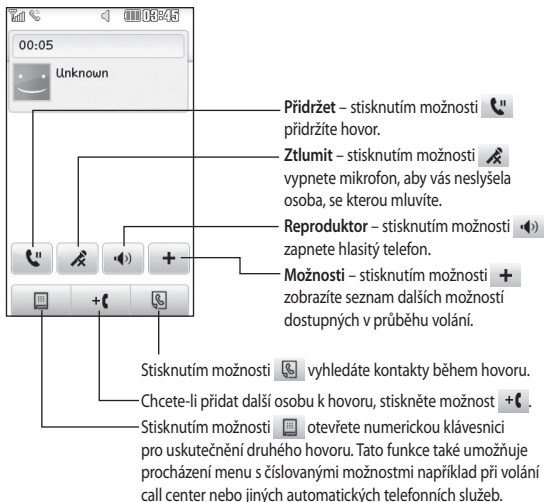 03:45
00:05
Unknown
Přidržet – stisknutím možnosti
přidržíte hovor.
Ztlumit – stisknutím možnosti
vypnete mikrofon, aby vás neslyšela
osoba, se kterou mluvíte.
Reproduktor – stisknutím možnosti
zapnete hlasitý telefon.
Možnosti – stisknutím možnosti +
zobrazíte seznam dalších možností
dostupných v průběhu volání.
Stisknutím možnosti vyhledáte kontakty během hovoru.
Chcete-li přidat další osobu k hovoru, stiskněte možnost .
Stisknutím možnosti otevřete numerickou klávesnici
pro uskutečnění druhého hovoru. Tato funkce také umožňuje
procházení menu s číslovanými možnostmi například při volání
call center nebo jiných automatických telefonních služeb.